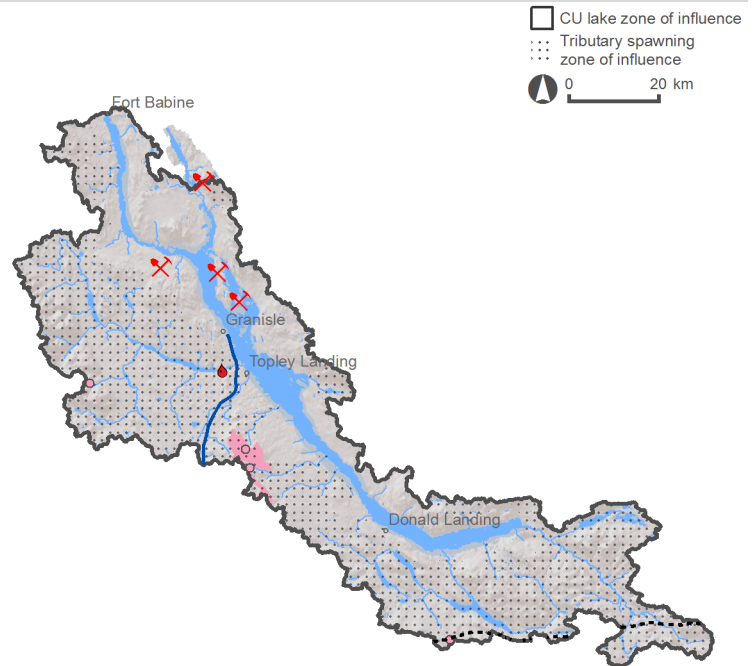 CU lake zone of influence
Tributary spawning
zone of influence
0 20 km
Fort Babine
Granisle
Topley Landing
Donald Landing